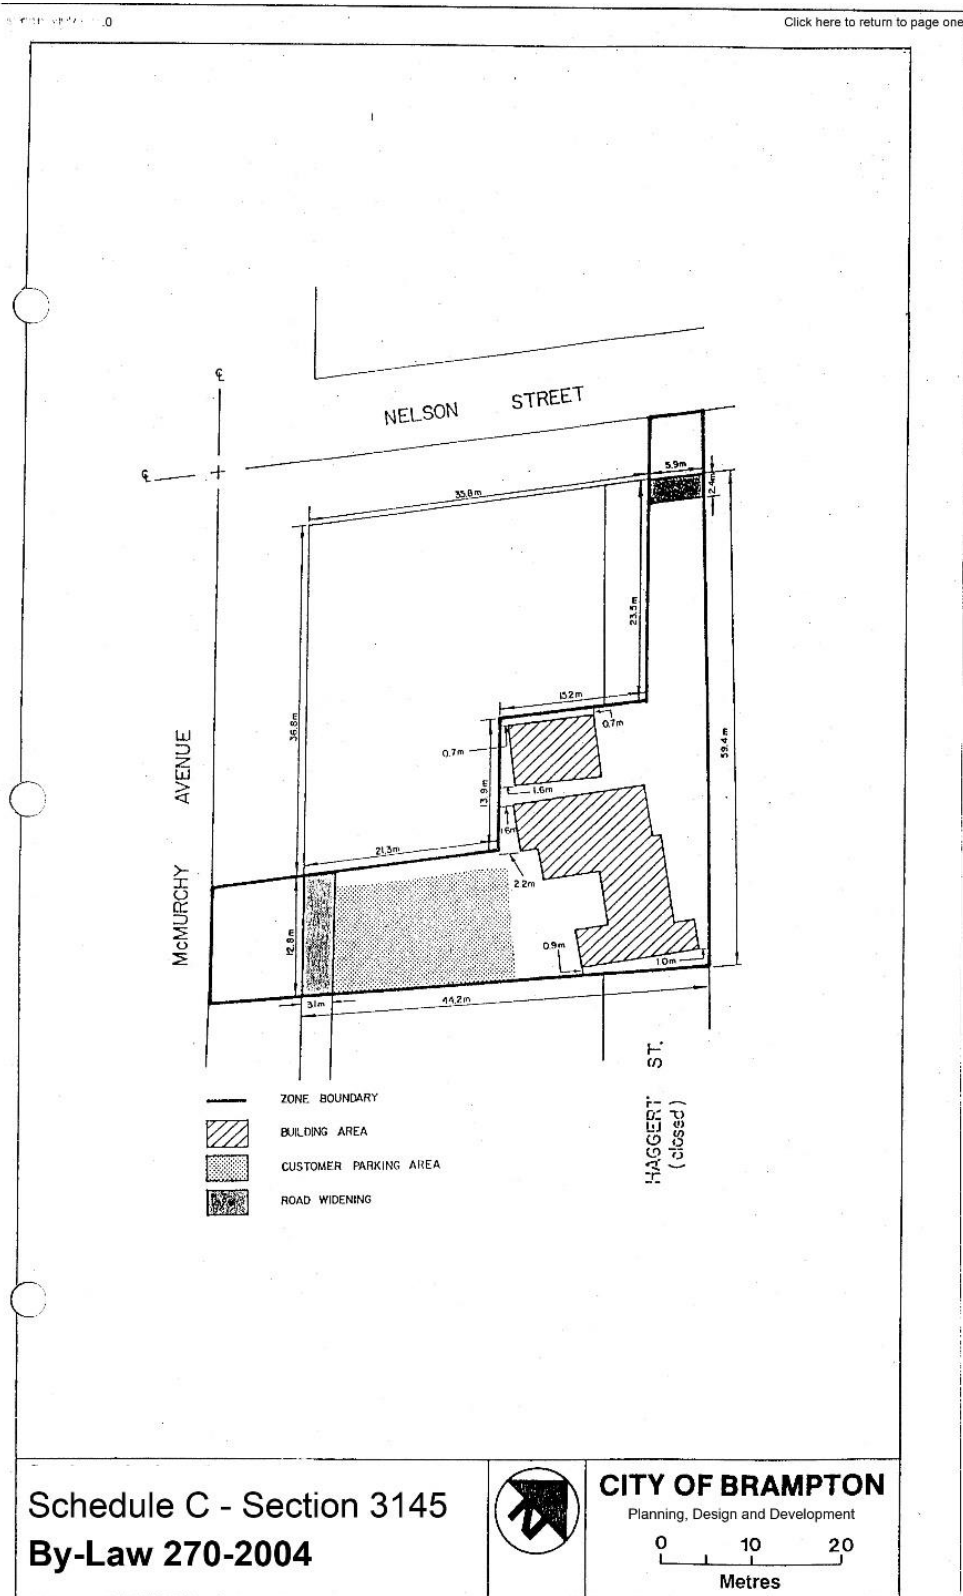 Click here to return to page one
℄
NELSON STREET
℄
5.9m
2.4m
35.8m
23.5m
15.2m
0.7m
0.7m
36.8m
59.4m
1.6m
13.9m
1.6m
21.3m
2.2m
McMURCHY AVENUE
12.8m
0.9m
1.0m
3.1m
44.2m
HAGGERT ST.
(closed)
ZONE BOUNDARY
BUILDING AREA
CUSTOMER PARKING AREA
ROAD WIDENING
Schedule C - Section 3145
By-Law 270-2004
CITY OF BRAMPTON
Planning, Design and Development
0 10 20
Metres